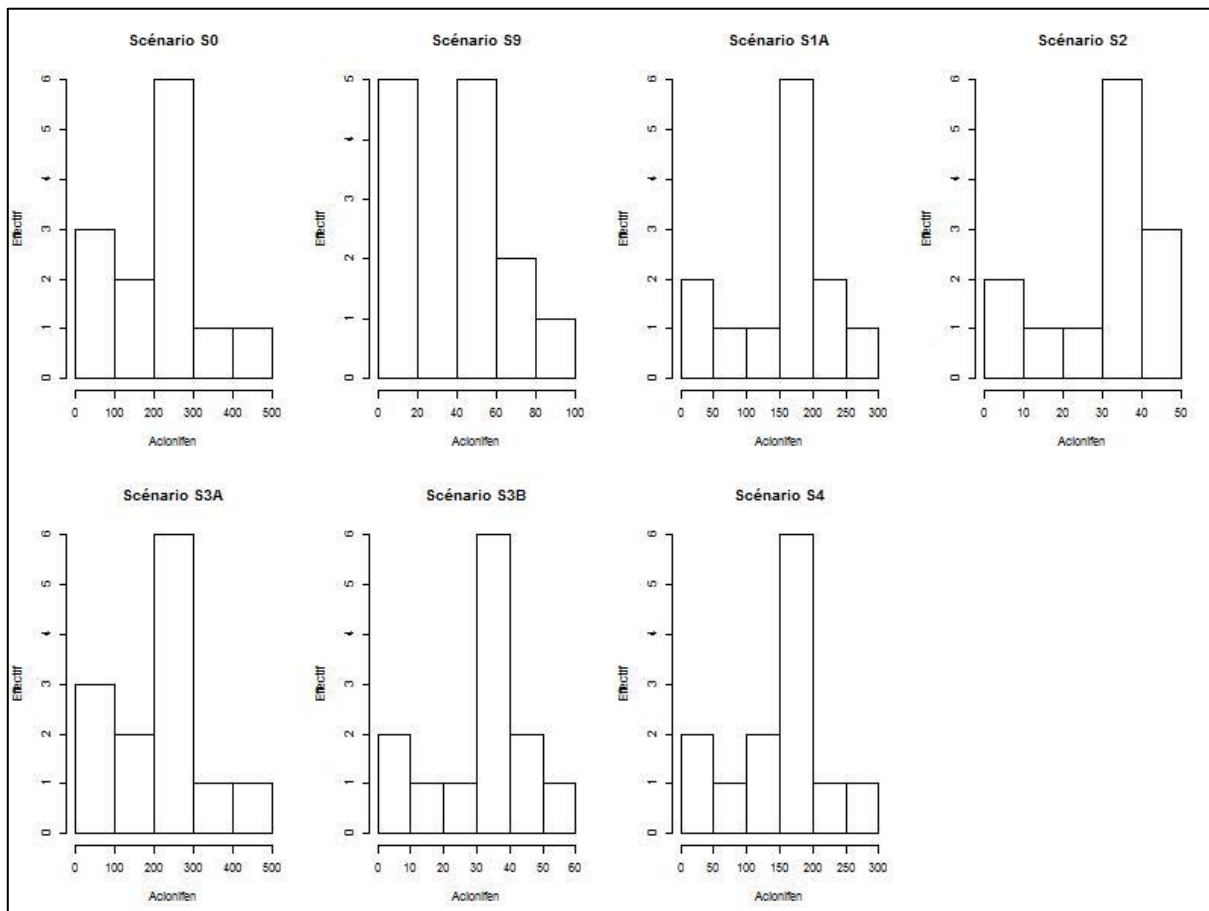 Scénario S0
Effectif
6
5
4
3
2
1
0
0 100 200 300 400 500
Aclonifen
Scénario S9
Effectif
5
4
3
2
1
0
0 20 40 60 80 100
Aclonifen
Scénario S1A
Effectif
6
5
4
3
2
1
0
0 50 100 150 200 250 300
Aclonifen
Scénario S2
Effectif
6
5
4
3
2
1
0
0 10 20 30 40 50
Aclonifen
Scénario S3A
Effectif
6
5
4
3
2
1
0
0 100 200 300 400 500
Aclonifen
Scénario S3B
Effectif
6
5
4
3
2
1
0
0 10 20 30 40 50 60
Aclonifen
Scénario S4
Effectif
6
5
4
3
2
1
0
0 50 100 150 200 250 300
Aclonifen